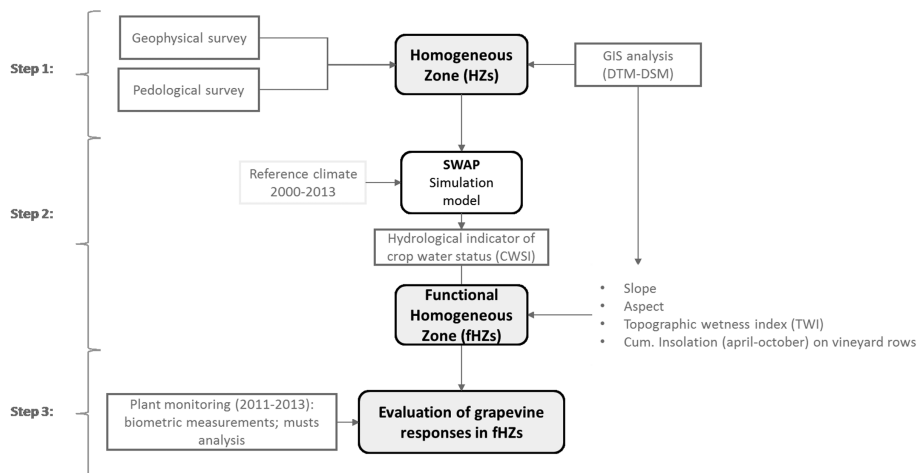 Step 1:
Geophysical survey
Pedological survey
Homogeneous
Zone (HZs)
GIS analysis
(DTM-DSM)
Step 2:
Reference climate
2000-2013
SWAP
Simulation
model
Hydrological indicator of
crop water status (CWSI)
Functional
Homogeneous
Zone (fHZs)
• Slope
• Aspect
• Topographic wetness index (TWI)
• Cum. Insolation (april-october) on vineyard rows
Step 3:
Plant monitoring (2011-2013):
biometric measurements; musts
analysis
Evaluation of grapevine
responses in fHZs